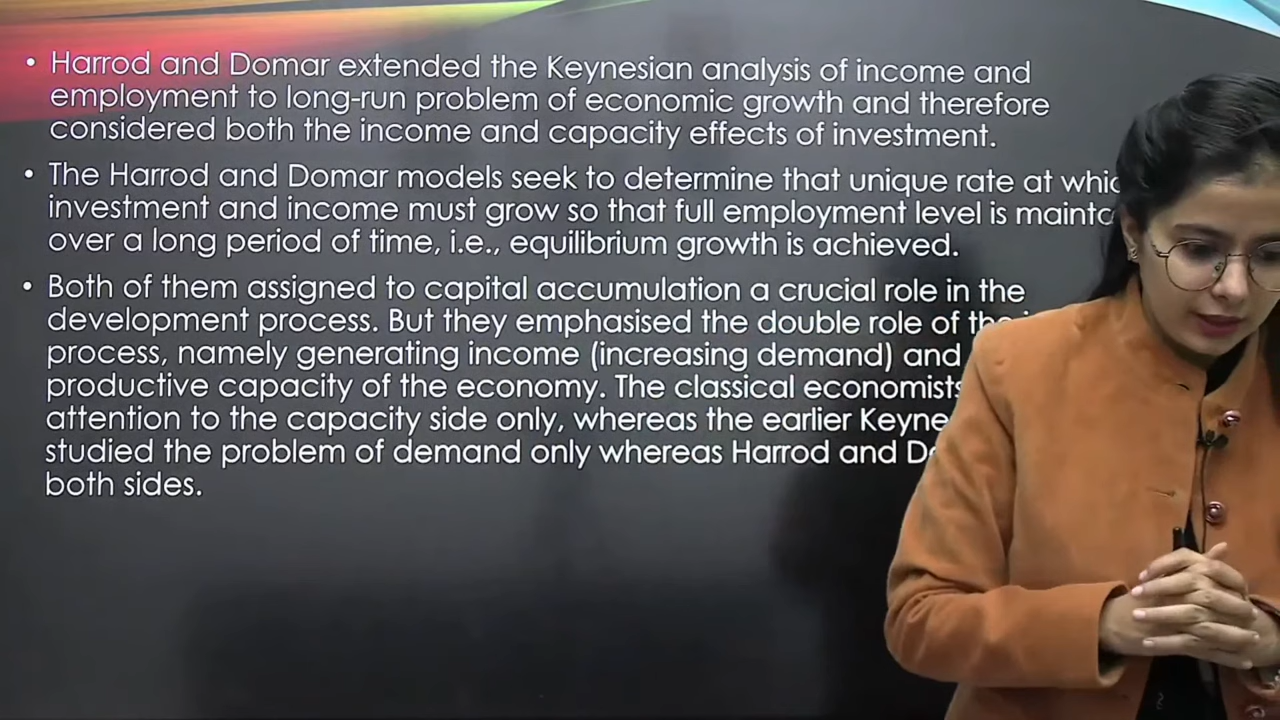 • Harrod and Domar extended the Keynesian analysis of income and
employment to long-run problem of economic growth and therefore
considered both the income and capacity effects of investment.
• The Harrod and Domar models seek to determine that unique rate at
investment and income must grow so that full employment level is
over a long period of time, i.e., equilibrium growth is achieved.
• Both of them assigned to capital accumulation a crucial role in the
development process. But they emphasised the double role of
process, namely generating income (increasing demand) and
productive capacity of the economy. The classical economists
attention to the capacity side only, whereas the earlier
studied the problem of demand only whereas Harrod and
both sides.